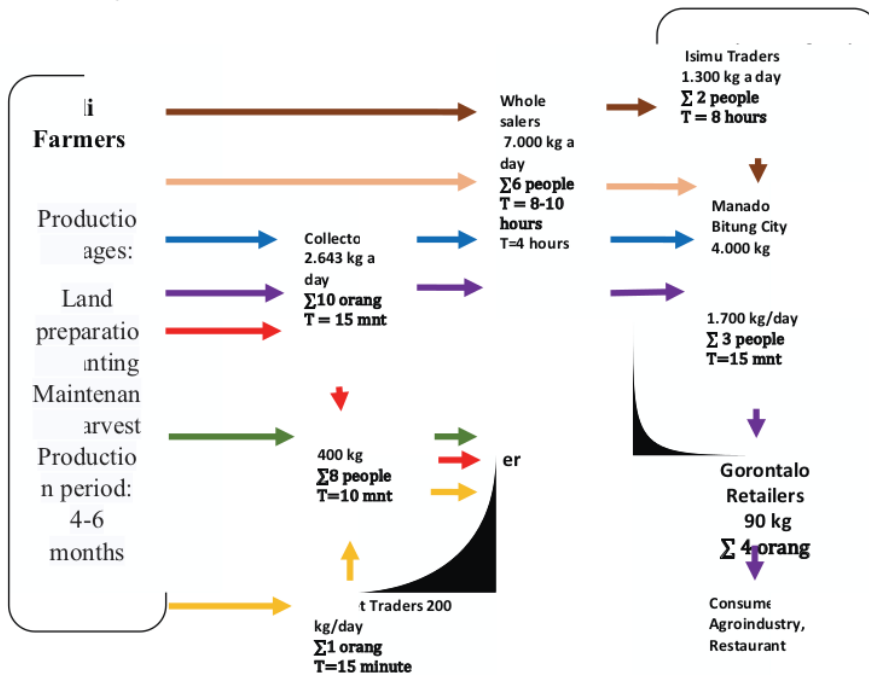 li
Farmers
Productio
ages:
Land
preparatio
nting
Maintenan
arvest
Productio
n period:
4-6
months
Collecto
2.643 kg a
day
∑10 orang
T = 15 mnt
400 kg
∑8 people
T=10 mnt
t Traders 200
kg/day
∑1 orang
T=15 minute
Whole
salers
7.000 kg a
day
∑6 people
T = 8-10
hours
T=4 hours
er
Isimu Traders
1.300 kg a day
∑ 2 people
T = 8 hours
Manado
Bitung City
4.000 kg
1.700 kg/day
∑ 3 people
T=15 mnt
Gorontalo
Retailers
90 kg
∑ 4 orang
Consume
Agroindustry,
Restaurant